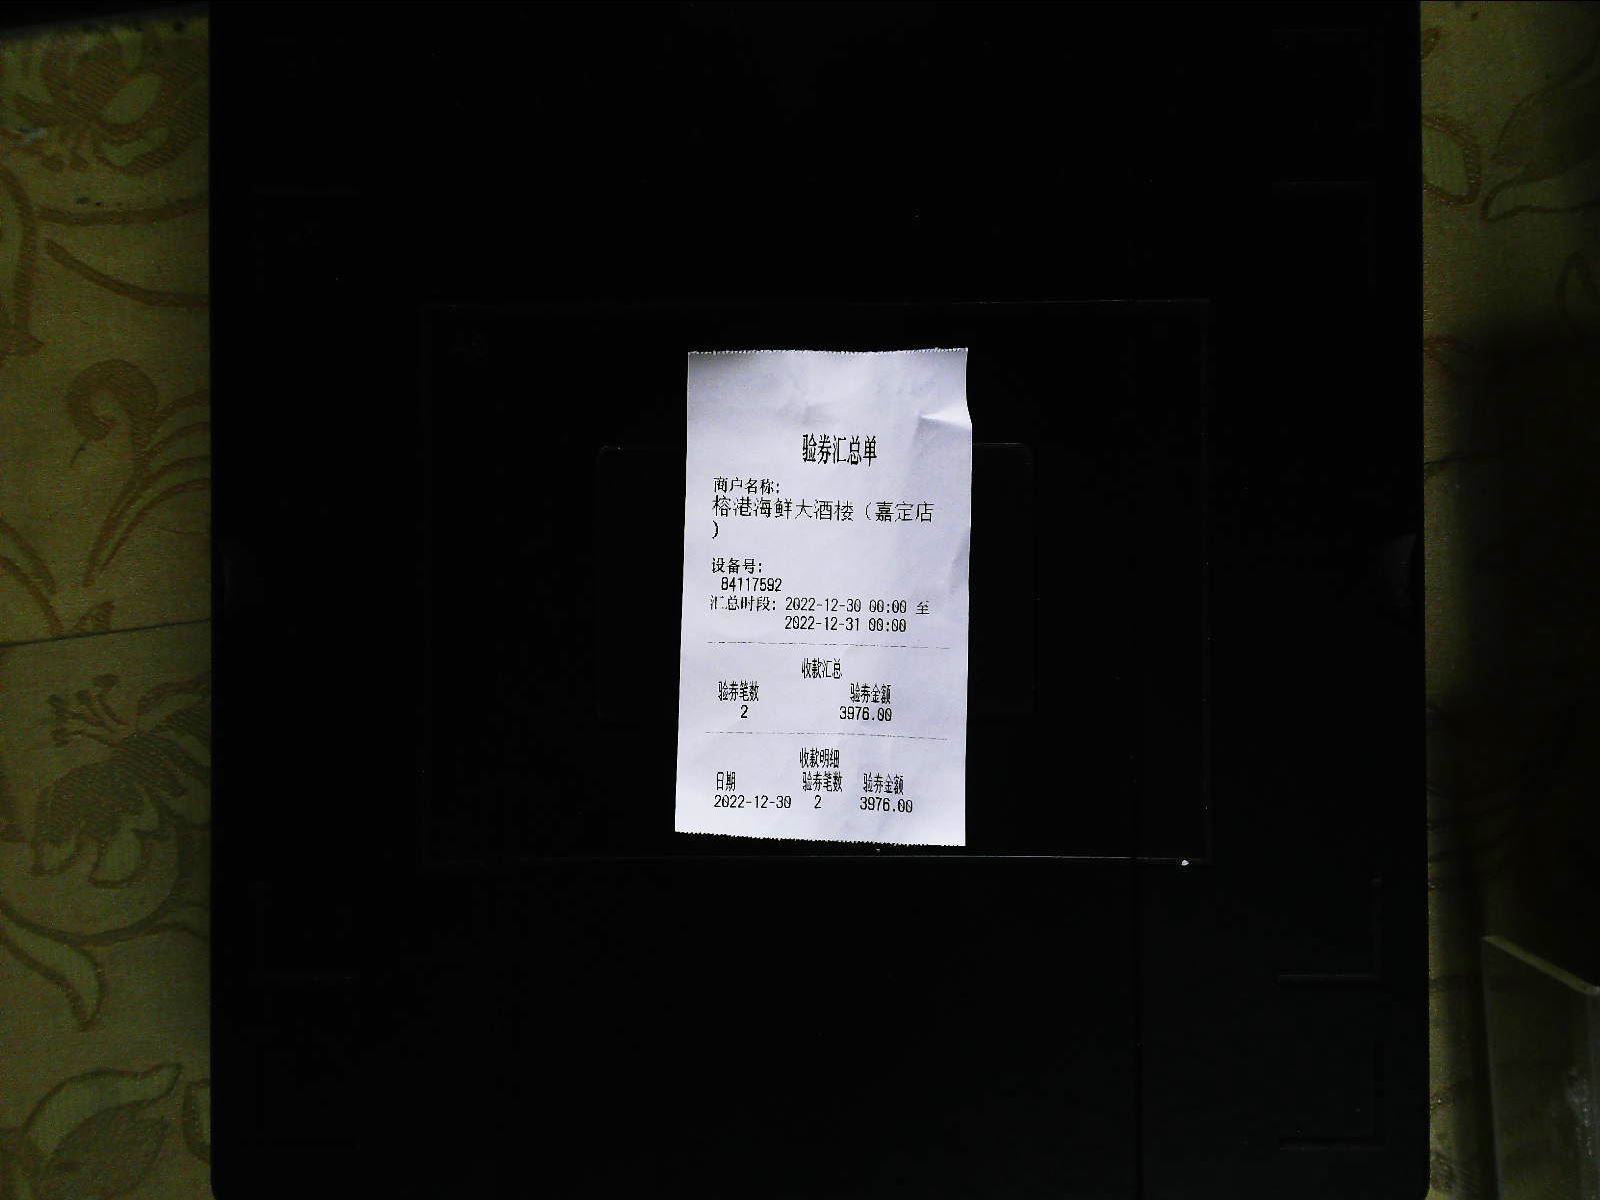 验券汇总单
商户名称:
榕港海鲜大酒楼（嘉定店
）
设备号:
84117592
汇总时段: 2022-12-30 00:00 至
2022-12-31 00:00
收款汇总
验券笔数 验券金额
2 3976.00
收款明细
日期 验券笔数 验券金额
2022-12-30 2 3976.00